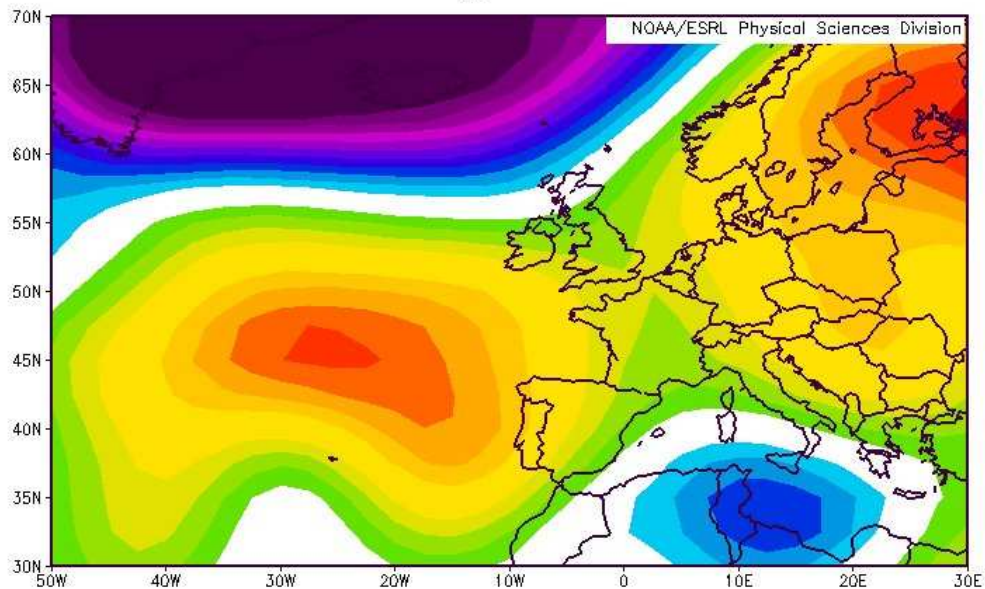 70N
NOAA/ESRL Physical Sciences Division
65N
60N
55N
50N
45N
40N
35N
30N
50W 40W 30W 20W 10W 0 10E 20E 30E